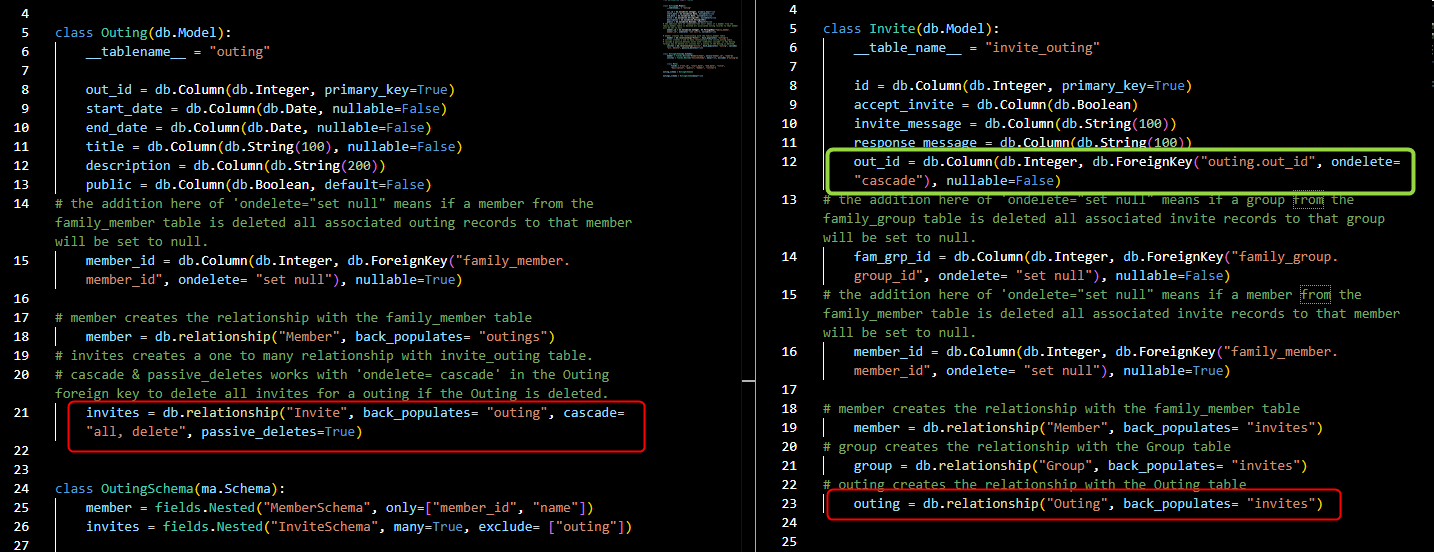 4
5 class Outing(db.Model):
6 __tablename__ = "outing"
7
8 out_id = db.Column(db.Integer, primary_key=True)
9 start_date = db.Column(db.Date, nullable=False)
10 end_date = db.Column(db.Date, nullable=False)
11 title = db.Column(db.String(100), nullable=False)
12 description = db.Column(db.String(200))
13 public = db.Column(db.Boolean, default=False)
14 # the addition here of 'ondelete="set null" means if a member from the
family_member table is deleted all associated outing records to that member
will be set to null.
15 member_id = db.Column(db.Integer, db.ForeignKey("family_member.
member_id", ondelete= "set null"), nullable=True)
16
17 # member creates the relationship with the family_member table
18 member = db.relationship("Member", back_populates= "outings")
19 # invites creates a one to many relationship with invite_outing table.
20 # cascade & passive_deletes works with 'ondelete= cascade' in the Outing
foreign key to delete all invites for a outing if the Outing is deleted.
21 invites = db.relationship("Invite", back_populates= "outing", cascade=
"all, delete", passive_deletes=True)
22
23
24 class OutingSchema(ma.Schema):
25 member = fields.Nested("MemberSchema", only=["member_id", "name"])
26 invites = fields.Nested("InviteSchema", many=True, exclude= ["outing"])
27
4
5 class Invite(db.Model):
6 __table_name__ = "invite_outing"
7
8 id = db.Column(db.Integer, primary_key=True)
9 accept_invite = db.Column(db.Boolean)
10 invite_message = db.Column(db.String(100))
11 response_message = db.Column(db.String(100))
12 out_id = db.Column(db.Integer, db.ForeignKey("outing.out_id", ondelete=
"cascade"), nullable=False)
13 # the addition here of 'ondelete="set null" means if a group from the
family_group table is deleted all associated invite records to that group
will be set to null.
14 fam_grp_id = db.Column(db.Integer, db.ForeignKey("family_group.
group_id", ondelete= "set null"), nullable=False)
15 # the addition here of 'ondelete="set null" means if a member from the
family_member table is deleted all associated invite records to that member
will be set to null.
16 member_id = db.Column(db.Integer, db.ForeignKey("family_member.
member_id", ondelete= "set null"), nullable=True)
17
18 # member creates the relationship with the family_member table
19 member = db.relationship("Member", back_populates= "invites")
20 # group creates the relationship with the Group table
21 group = db.relationship("Group", back_populates= "invites")
22 # outing creates the relationship with the Outing table
23 outing = db.relationship("Outing", back_populates= "invites")
24
25